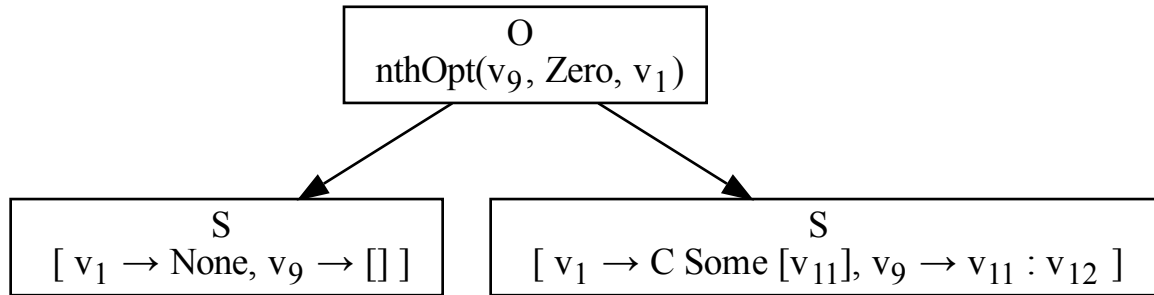 O
nthOpt(v₉, Zero, v₁)
S
[ v₁ → None, v₉ → [] ]
S
[ v₁ → C Some [v₁₁], v₉ → v₁₁ : v₁₂ ]